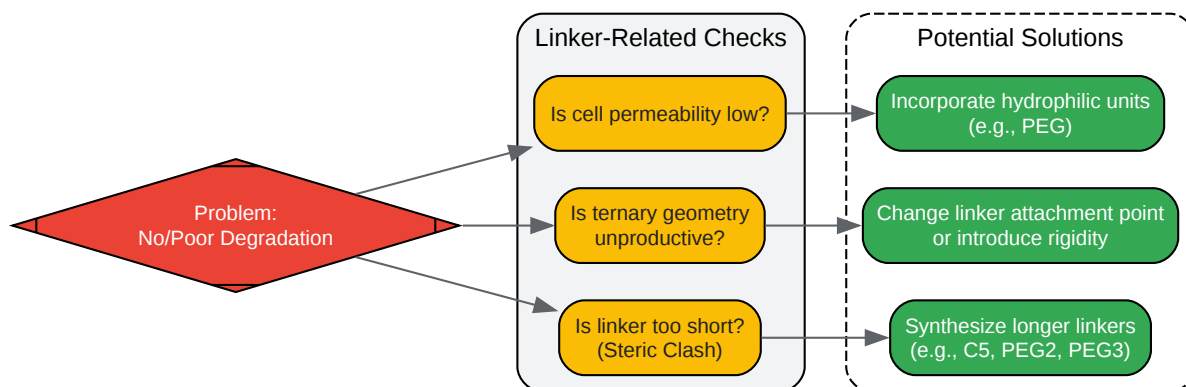 Linker-Related Checks
Potential Solutions
Is cell permeability low?
Incorporate hydrophilic units
(e.g., PEG)
Problem:
No/Poor Degradation
Is ternary geometry
unproductive?
Change linker attachment point
or introduce rigidity
Is linker too short?
(Steric Clash)
Synthesize longer linkers
(e.g., C5, PEG2, PEG3)